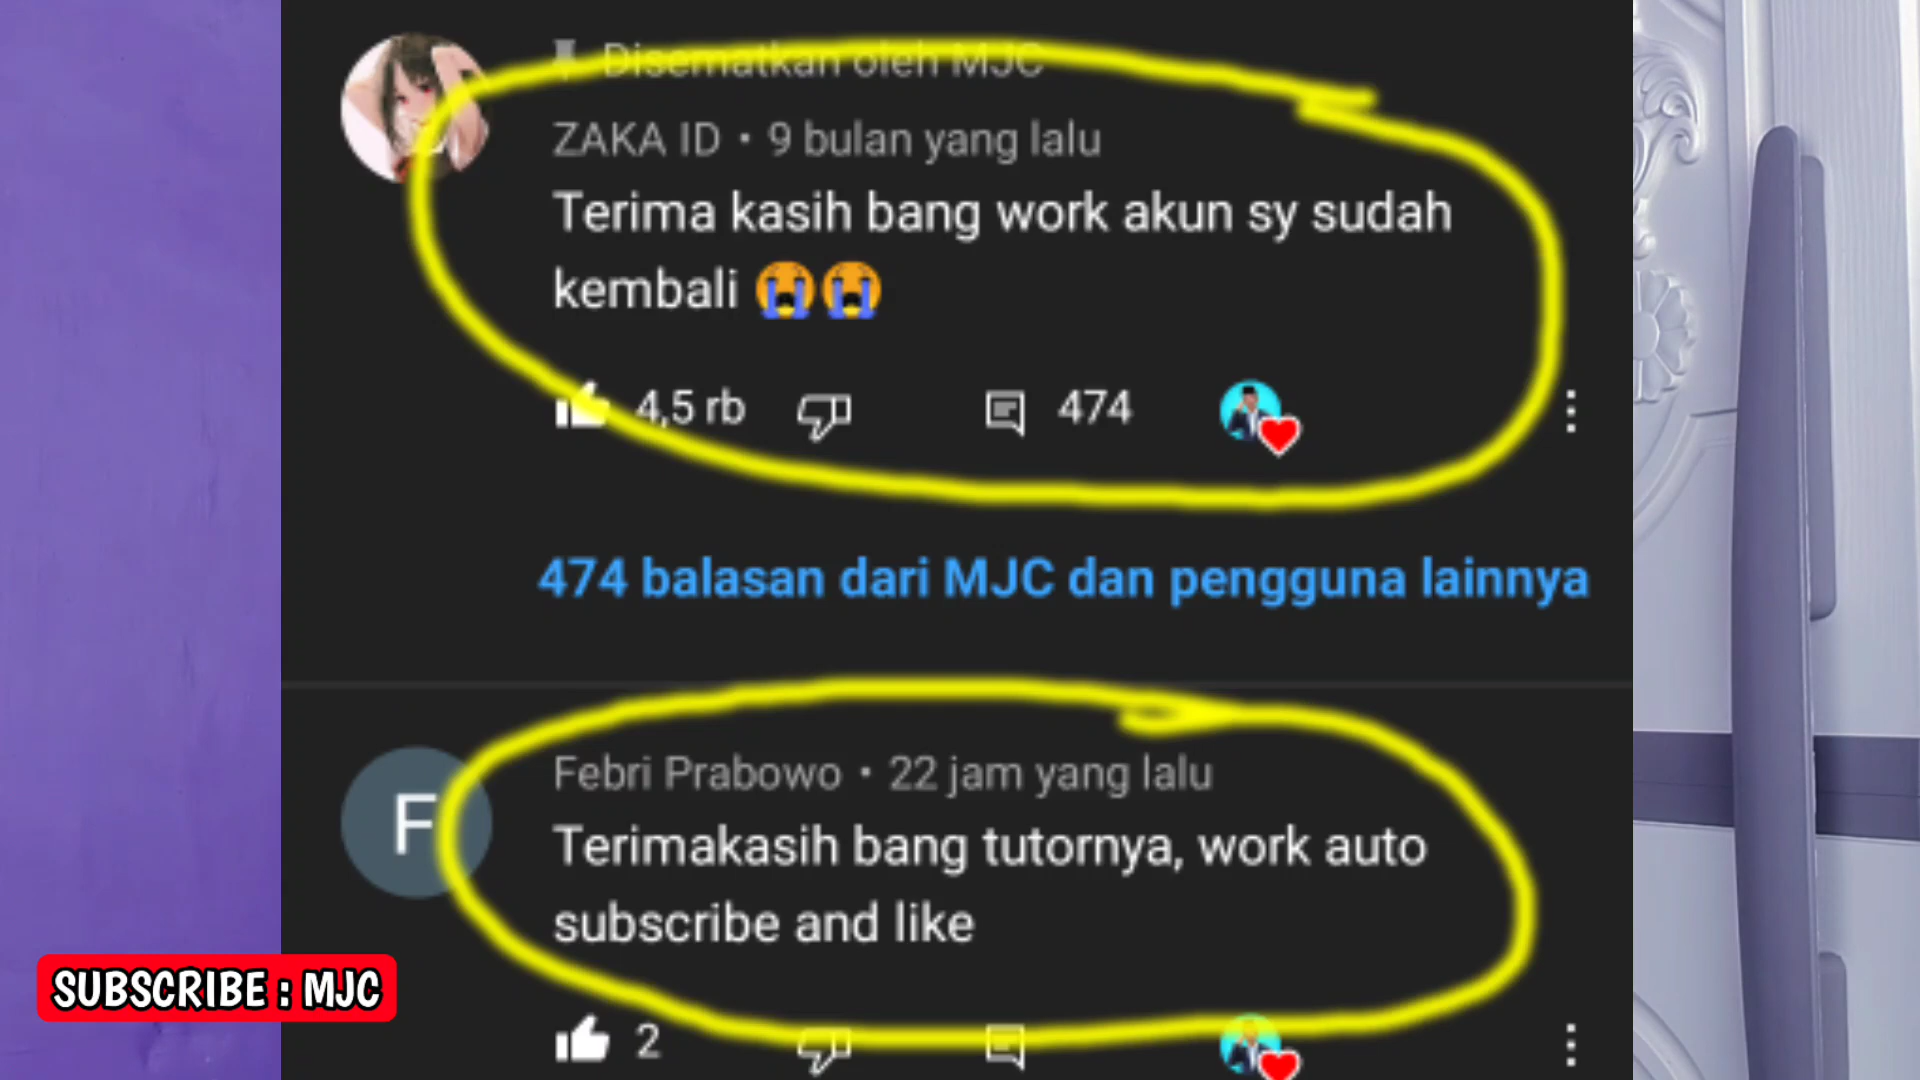 Disematkan oleh MJC
ZAKA ID • 9 bulan yang lalu
Terima kasih bang work akun sy sudah
kembali 😭😭
4,5 rb 474
474 balasan dari MJC dan pengguna lainnya
F
Febri Prabowo • 22 jam yang lalu
Terimakasih bang tutornya, work auto
subscribe and like
SUBSCRIBE : MJC
2